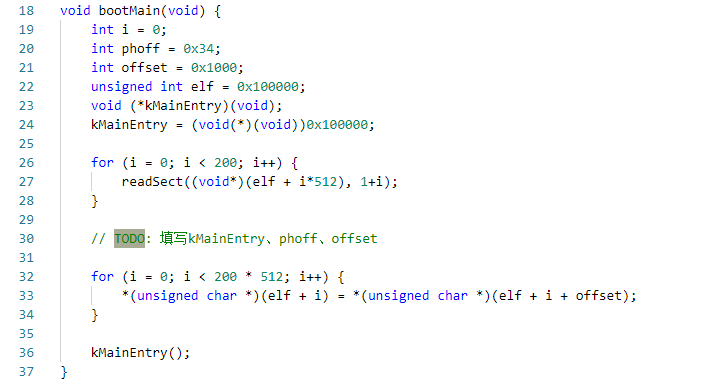 18 void bootMain(void) {
19     int i = 0;
20     int phoff = 0x34;
21     int offset = 0x1000;
22     unsigned int elf = 0x100000;
23     void (*kMainEntry)(void);
24     kMainEntry = (void(*)(void))0x100000;
25
26     for (i = 0; i < 200; i++) {
27         readSect((void*)(elf + i*512), 1+i);
28     }
29
30     // TODO: 填写kMainEntry、phoff、offset
31
32     for (i = 0; i < 200 * 512; i++) {
33         *(unsigned char *)(elf + i) = *(unsigned char *)(elf + i + offset);
34     }
35
36     kMainEntry();
37 }